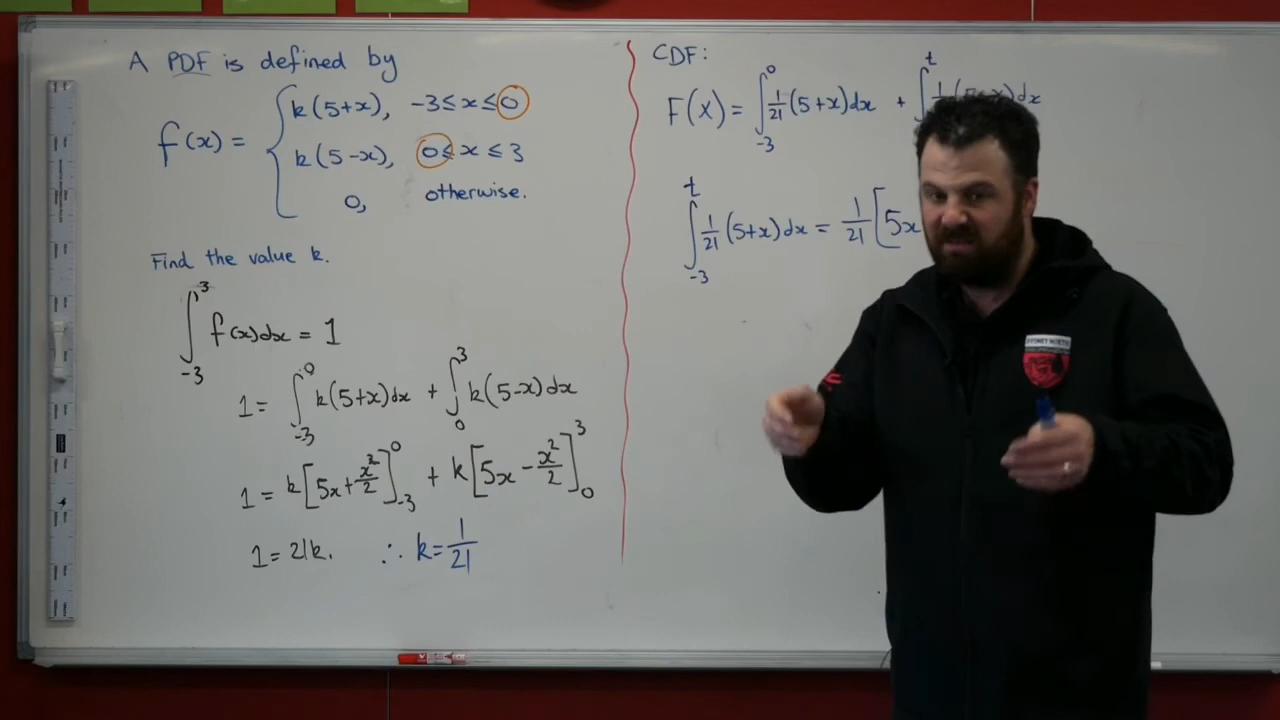 A PDF is defined by
f(x) = { k(5+x), -3 ≤ x ≤ 0
k(5-x), 0 ≤ x ≤ 3
0, otherwise.
Find the value k.
∫_{-3}^{3} f(x)dx = 1
1 = ∫_{-3}^{0} k(5+x)dx + ∫_{0}^{3} k(5-x)dx
1 = k[5x + x²/2]_{-3}^{0} + k[5x - x²/2]_{0}^{3}
1 = 21k. ∴ k = 1/21
CDF:
F(x) = ∫_{-3}^{0} 1/21 (5+x)dx + ∫^{t} dx
∫_{-3}^{t} 1/21 (5+x)dx = 1/21 [5x